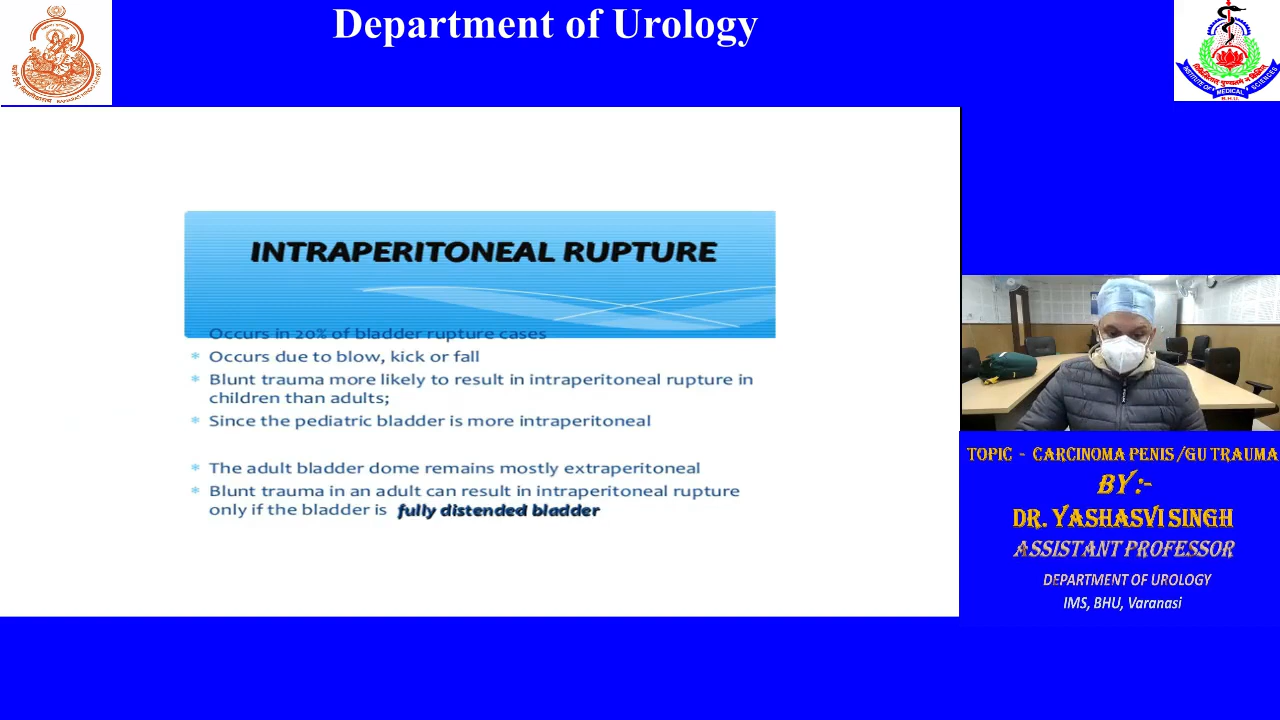 Department of Urology
INSTITUTE OF MEDICAL SCIENCES
B.H.U.
INTRAPERITONEAL RUPTURE
Occurs in 20% of bladder rupture cases
Occurs due to blow, kick or fall
Blunt trauma more likely to result in intraperitoneal rupture in
children than adults;
Since the pediatric bladder is more intraperitoneal
The adult bladder dome remains mostly extraperitoneal
Blunt trauma in an adult can result in intraperitoneal rupture
only if the bladder is fully distended bladder
TOPIC - CARCINOMA PENIS /GU TRAUMA
BY:-
DR. YASHASVI SINGH
ASSISTANT PROFESSOR
DEPARTMENT OF UROLOGY
IMS, BHU, Varanasi